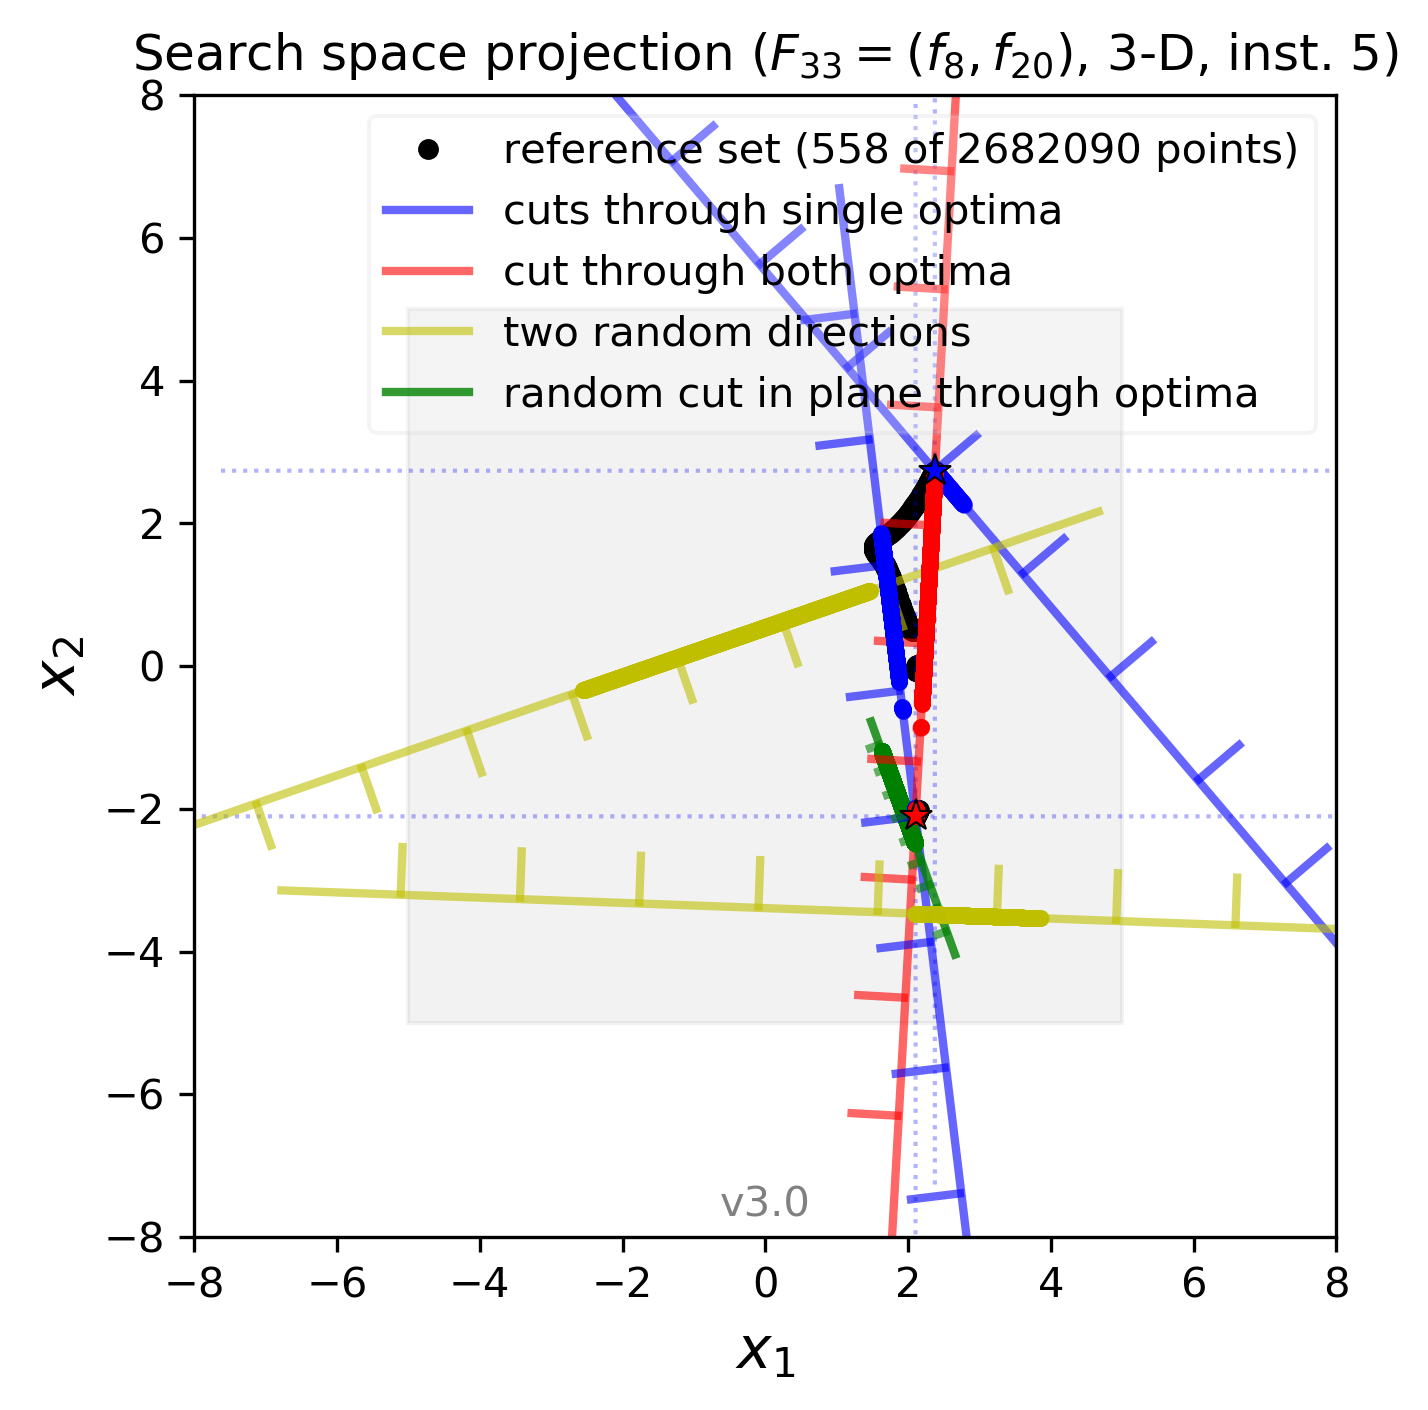 Search space projection (F₃₃ = (f₈, f₂₀), 3-D, inst. 5)
reference set (558 of 2682090 points)
cuts through single optima
cut through both optima
two random directions
random cut in plane through optima
8
6
4
2
0
−2
−4
−6
−8
x₂
v3.0
−8 −6 −4 −2 0 2 4 6 8
x₁